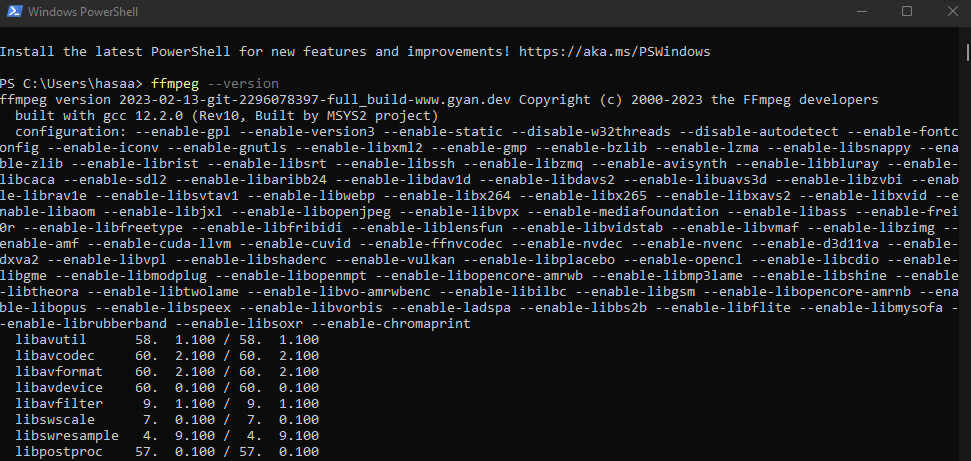 Windows PowerShell
Install the latest PowerShell for new features and improvements! https://aka.ms/PSWindows
PS C:\Users\hasaa> ffmpeg --version
ffmpeg version 2023-02-13-git-2296078397-full_build-www.gyan.dev Copyright (c) 2000-2023 the FFmpeg developers
built with gcc 12.2.0 (Rev10, Built by MSYS2 project)
configuration: --enable-gpl --enable-version3 --enable-static --disable-w32threads --disable-autodetect --enable-fontc
onfig --enable-iconv --enable-gnutls --enable-libxml2 --enable-gmp --enable-bzlib --enable-lzma --enable-libsnappy --ena
ble-zlib --enable-librist --enable-libsrt --enable-libssh --enable-libzmq --enable-avisynth --enable-libbluray --enable-
libcaca --enable-sdl2 --enable-libaribb24 --enable-libdav1d --enable-libdavs2 --enable-libuavs3d --enable-libzvbi --enab
le-librav1e --enable-libsvtav1 --enable-libwebp --enable-libx264 --enable-libx265 --enable-libxavs2 --enable-libxvid --e
nable-libaom --enable-libjxl --enable-libopenjpeg --enable-libvpx --enable-mediafoundation --enable-libass --enable-frei
0r --enable-libfreetype --enable-libfribidi --enable-liblensfun --enable-libvidstab --enable-libvmaf --enable-libzimg --
enable-amf --enable-cuda-llvm --enable-cuvid --enable-ffnvcodec --enable-nvdec --enable-nvenc --enable-d3d11va --enable-
dxva2 --enable-libvpl --enable-libshaderc --enable-vulkan --enable-libplacebo --enable-opencl --enable-libcdio --enable-
libgme --enable-libmodplug --enable-libopenmpt --enable-libopencore-amrwb --enable-libmp3lame --enable-libshine --enable
-libtheora --enable-libtwolame --enable-libvo-amrwbenc --enable-libilbc --enable-libgsm --enable-libopencore-amrnb --ena
ble-libopus --enable-libspeex --enable-libvorbis --enable-ladspa --enable-libbs2b --enable-libflite --enable-libmysofa -
-enable-librubberband --enable-libsoxr --enable-chromaprint
libavutil      58.  1.100 / 58.  1.100
libavcodec     60.  2.100 / 60.  2.100
libavformat    60.  2.100 / 60.  2.100
libavdevice    60.  0.100 / 60.  0.100
libavfilter     9.  1.100 /  9.  1.100
libswscale      7.  0.100 /  7.  0.100
libswresample   4.  9.100 /  4.  9.100
libpostproc    57.  0.100 / 57.  0.100